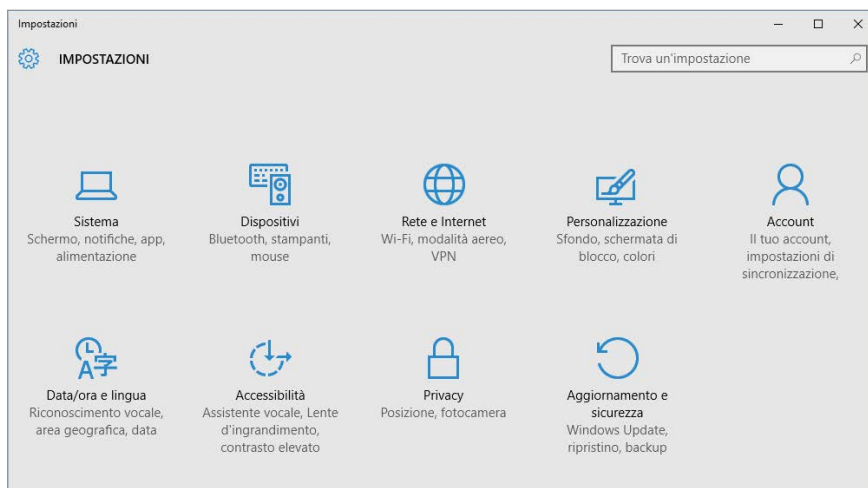 Impostazioni
IMPOSTAZIONI
Trova un'impostazione
Sistema
Schermo, notifiche, app,
alimentazione
Dispositivi
Bluetooth, stampanti,
mouse
Rete e Internet
Wi-Fi, modalità aereo,
VPN
Personalizzazione
Sfondo, schermata di
blocco, colori
Account
Il tuo account,
impostazioni di
sincronizzazione,
Data/ora e lingua
Riconoscimento vocale,
area geografica, data
Accessibilità
Assistente vocale, Lente
d'ingrandimento,
contrasto elevato
Privacy
Posizione, fotocamera
Aggiornamento e
sicurezza
Windows Update,
ripristino, backup